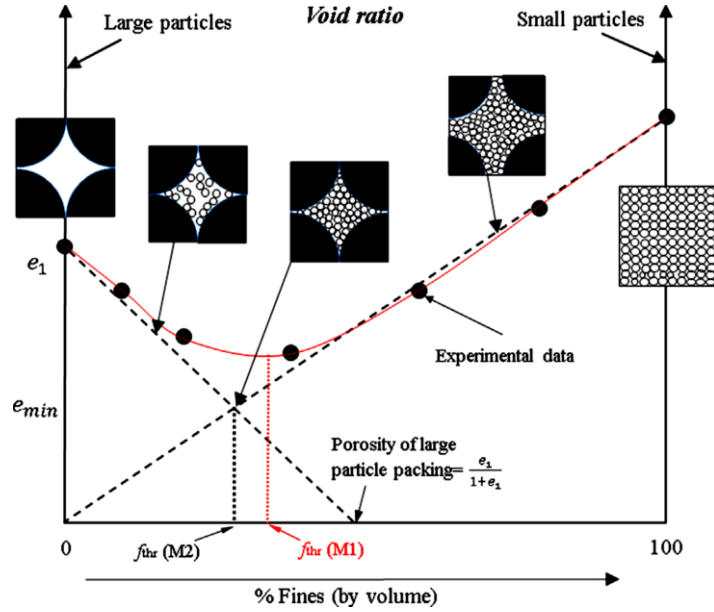 Void ratio
Large particles
Small particles
e₁
Experimental data
eₘᵢₙ
Porosity of large
particle packing= e₁/1+e₁
0
fthr (M2)
fthr (M1)
100
% Fines (by volume)